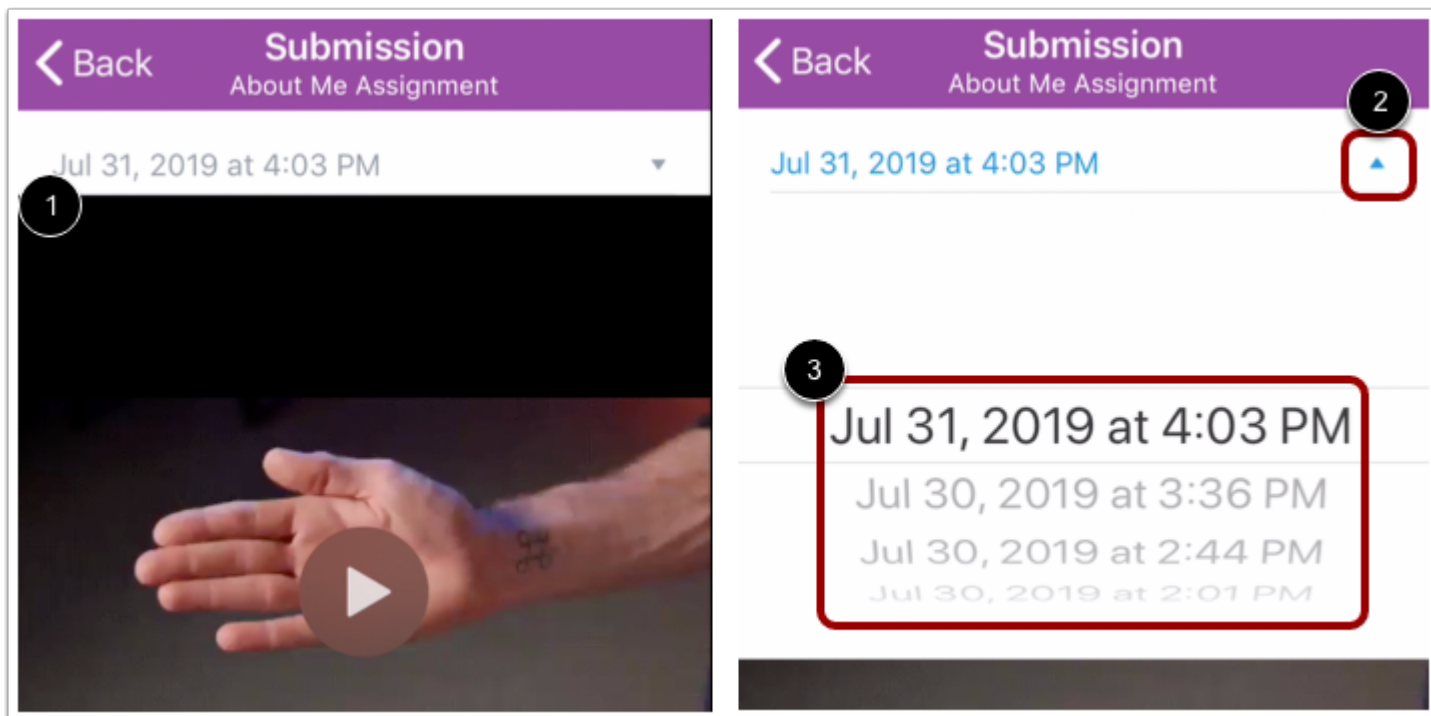 Back
Submission
About Me Assignment
Jul 31, 2019 at 4:03 PM
1
Back
Submission
About Me Assignment
2
Jul 31, 2019 at 4:03 PM
3
Jul 31, 2019 at 4:03 PM
Jul 30, 2019 at 3:36 PM
Jul 30, 2019 at 2:44 PM
Jul 30, 2019 at 2:01 PM